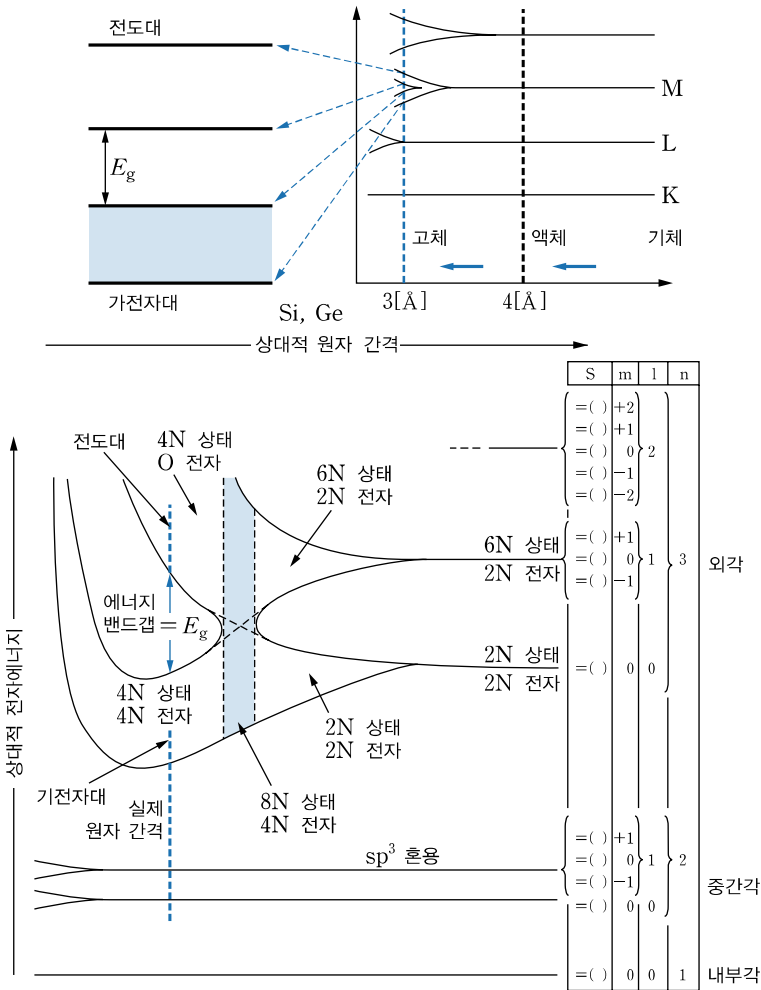 전도대
E_g
가전자대
M
L
K
고체
액체
기체
3[Å]
4[Å]
Si, Ge
상대적 원자 간격
S m l n
=( ) +2
=( ) +1
=( ) 0 2
=( ) −1
=( ) −2
전도대
4N 상태
O 전자
6N 상태
2N 전자
6N 상태
2N 전자
=( ) +1
=( ) 0 1 3
=( ) −1
외각
에너지
밴드갭 = E_g
2N 상태
2N 전자
=( ) 0 0
4N 상태
4N 전자
2N 상태
2N 전자
상대적 전자에너지
기전자대
실제
원자 간격
8N 상태
4N 전자
sp³ 혼용
=( ) +1
=( ) 0 1 2
=( ) −1
=( ) 0 0
중간각
=( ) 0 0 1
내부각